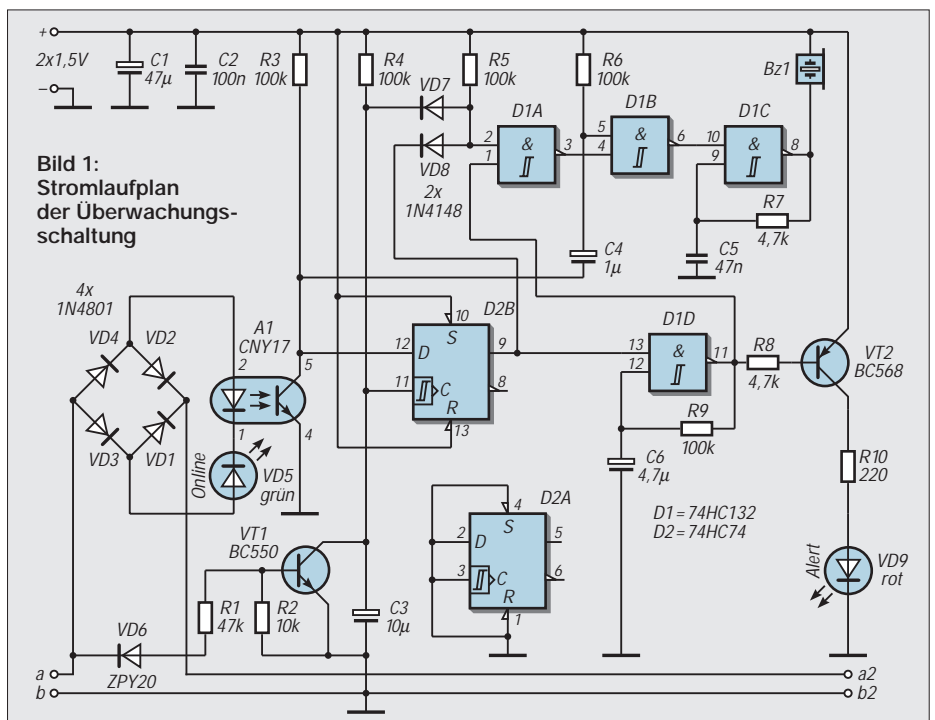 +
2x1,5V
−
C1
47µ
C2
100n
R3
100k
R4
100k
R5
100k
R6
100k
Bz1
VD7
VD8
2x
1N4148
D1A
2
1
&
3
D1B
5
4
&
6
D1C
10
9
&
8
R7
4,7k
C5
47n
C4
1µ
Bild 1:
Stromlaufplan
der Überwachungs-
schaltung
4x
1N4801
VD4
VD2
VD3
VD1
A1
CNY17
2
5
1
4
Online
VD5
grün
D2B
10
S
12
D
9
11
C
8
R
13
D1D
13
12
&
11
R8
4,7k
VT2
BC568
R9
100k
C6
4,7µ
R10
220
D1=74HC132
D2=74HC74
D2A
4
S
2
D
5
3
C
6
R
1
Alert
VD9
rot
VT1
BC550
R1
47k
R2
10k
C3
10µ
VD6
ZPY20
a
b
a2
b2